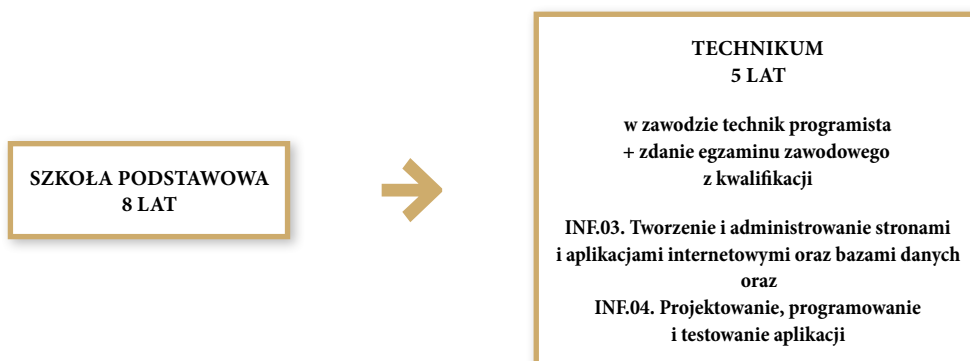 SZKOŁA PODSTAWOWA
8 LAT
TECHNIKUM
5 LAT
w zawodzie technik programista
+ zdanie egzaminu zawodowego
z kwalifikacji
INF.03. Tworzenie i administrowanie stronami
i aplikacjami internetowymi oraz bazami danych
oraz
INF.04. Projektowanie, programowanie
i testowanie aplikacji